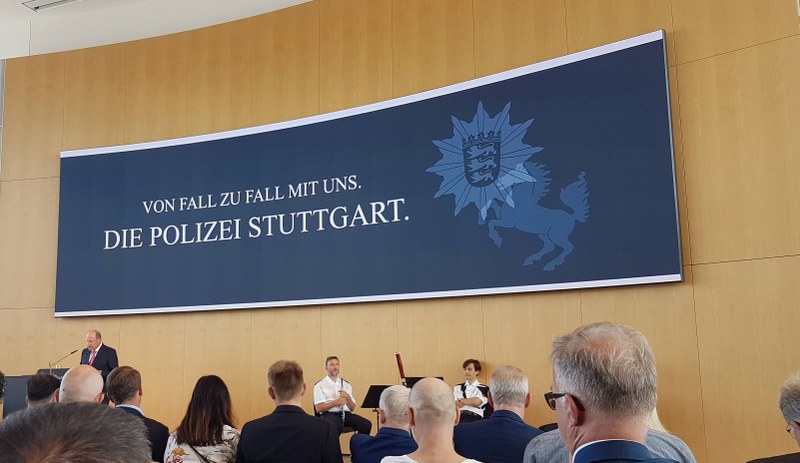 VON FALL ZU FALL MIT UNS.
DIE POLIZEI STUTTGART.